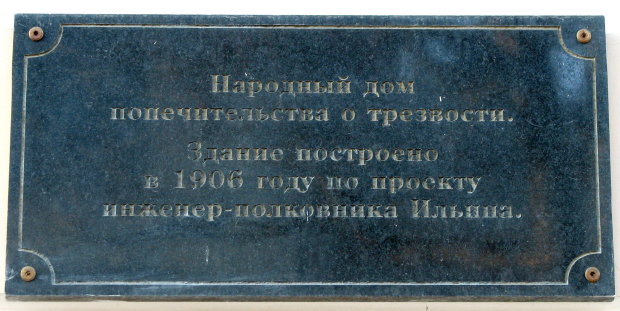 Народный дом
попечительства о трезвости.
Здание построено
в 1906 году по проекту
инженер-полковника Ильина.